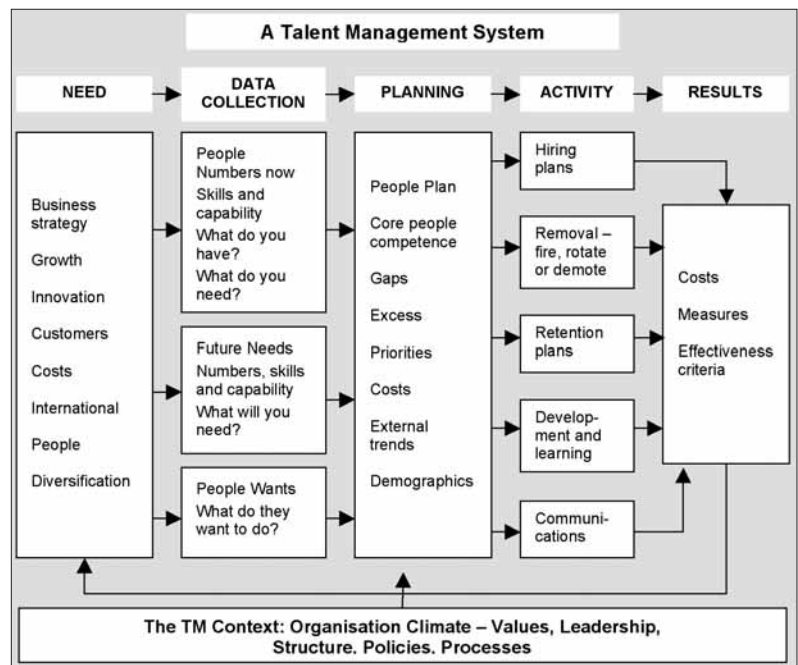 A Talent Management System
NEED
DATA
COLLECTION
PLANNING
ACTIVITY
RESULTS
Business
strategy
Growth
Innovation
Customers
Costs
International
People
Diversification
People
Numbers now
Skills and
capability
What do you
have?
What do you
need?
Future Needs
Numbers, skills
and capability
What will you
need?
People Wants
What do they
want to do?
People Plan
Core people
competence
Gaps
Excess
Priorities
Costs
External
trends
Demographics
Hiring
plans
Removal –
fire, rotate
or demote
Retention
plans
Develop-
ment and
learning
Communi-
cations
Costs
Measures
Effectiveness
criteria
The TM Context: Organisation Climate – Values, Leadership,
Structure. Policies. Processes